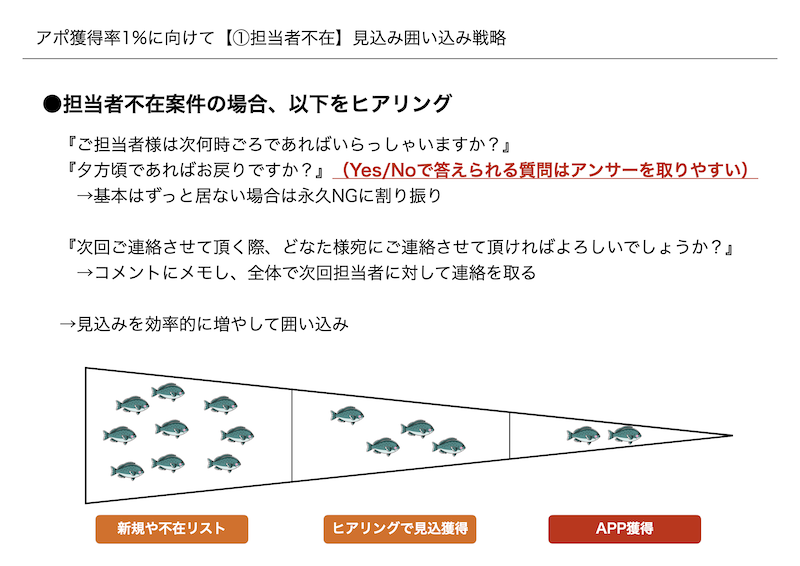 アポ獲得率1%に向けて【①担当者不在】見込み囲い込み戦略
●担当者不在案件の場合、以下をヒアリング
『ご担当者様は次何時ごろであればいらっしゃいますか？』
『夕方頃であればお戻りですか？』（Yes/Noで答えられる質問はアンサーを取りやすい）
→基本はずっと居ない場合は永久NGに割り振り
『次回ご連絡させて頂く際、どなた様宛にご連絡させて頂ければよろしいでしょうか？』
→コメントにメモし、全体で次回担当者に対して連絡を取る
→見込みを効率的に増やして囲い込み
新規や不在リスト
ヒアリングで見込獲得
APP獲得